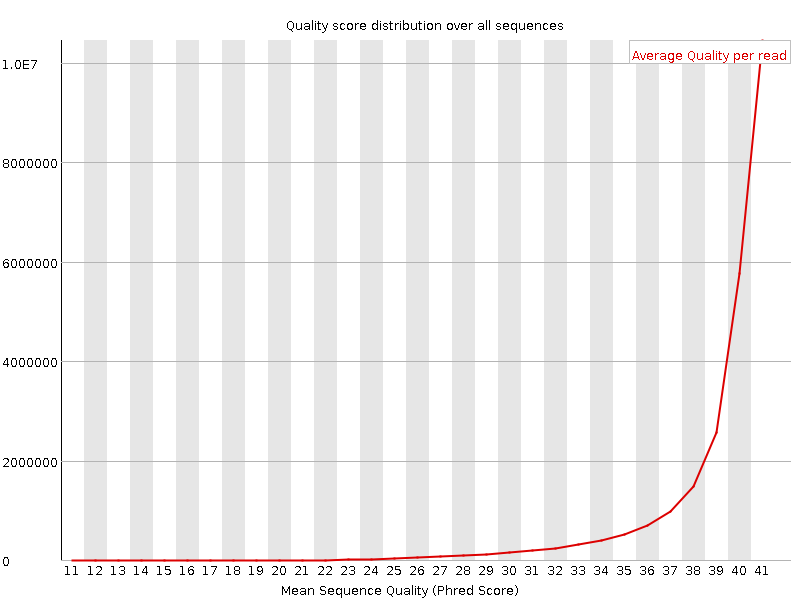 Quality score distribution over all sequences
Average Quality per read
1.0E7
8000000
6000000
4000000
2000000
0
11 12 13 14 15 16 17 18 19 20 21 22 23 24 25 26 27 28 29 30 31 32 33 34 35 36 37 38 39 40 41
Mean Sequence Quality (Phred Score)